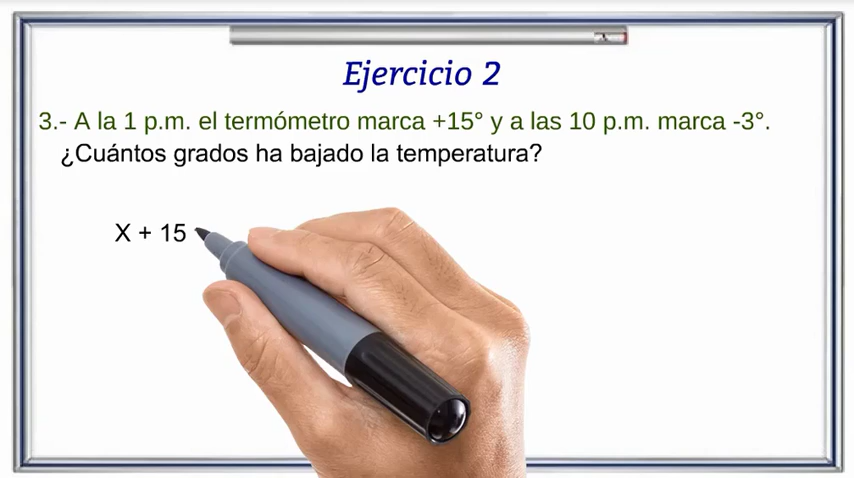 Ejercicio 2
3.- A la 1 p.m. el termómetro marca +15° y a las 10 p.m. marca -3°.
¿Cuántos grados ha bajado la temperatura?
X + 15